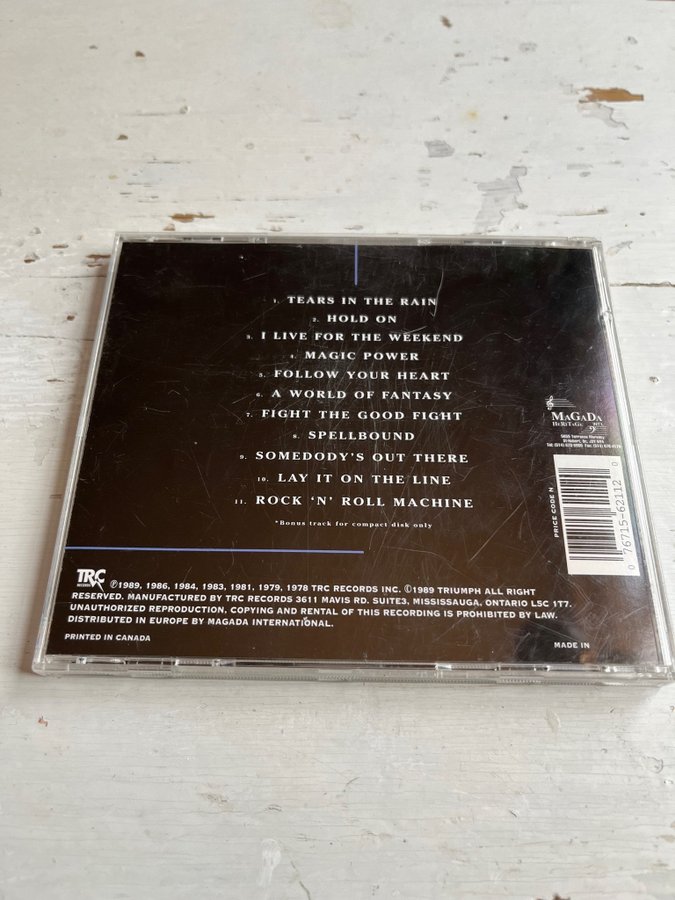 1. TEARS IN THE RAIN
2. HOLD ON
3. I LIVE FOR THE WEEKEND
4. MAGIC POWER
5. FOLLOW YOUR HEART
6. A WORLD OF FANTASY
7. FIGHT THE GOOD FIGHT
8. SPELLBOUND
9. SOMEBODY'S OUT THERE
10. LAY IT ON THE LINE
11. ROCK 'N' ROLL MACHINE
*Bonus track for compact disk only
MAGADA
HERITAGE INT'L
PRICE CODE N
0 76715-62112 0
TRC
RECORDS
℗1989, 1986, 1984, 1983, 1981, 1979, 1978 TRC RECORDS INC. ©1989 TRIUMPH ALL RIGHT
RESERVED. MANUFACTURED BY TRC RECORDS 3611 MAVIS RD. SUITE3, MISSISSAUGA, ONTARIO LSC 1T7.
UNAUTHORIZED REPRODUCTION, COPYING AND RENTAL OF THIS RECORDING IS PROHIBITED BY LAW.
DISTRIBUTED IN EUROPE BY MAGADA INTERNATIONAL.
PRINTED IN CANADA
MADE IN